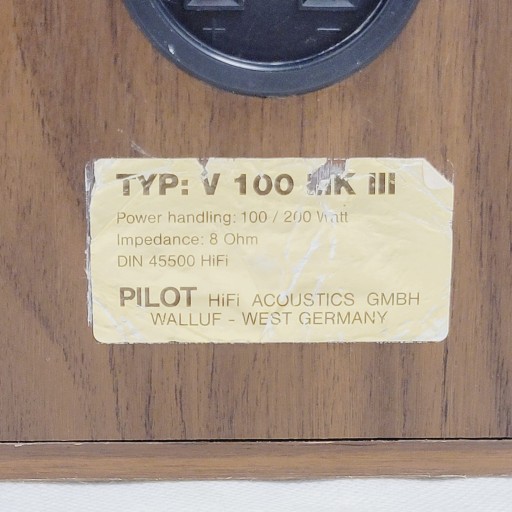 - +
TYP: V 100 MK III
Power handling: 100 / 200 Watt
Impedance: 8 Ohm
DIN 45500 HiFi
PILOT HiFi ACOUSTICS GMBH
WALLUF - WEST GERMANY